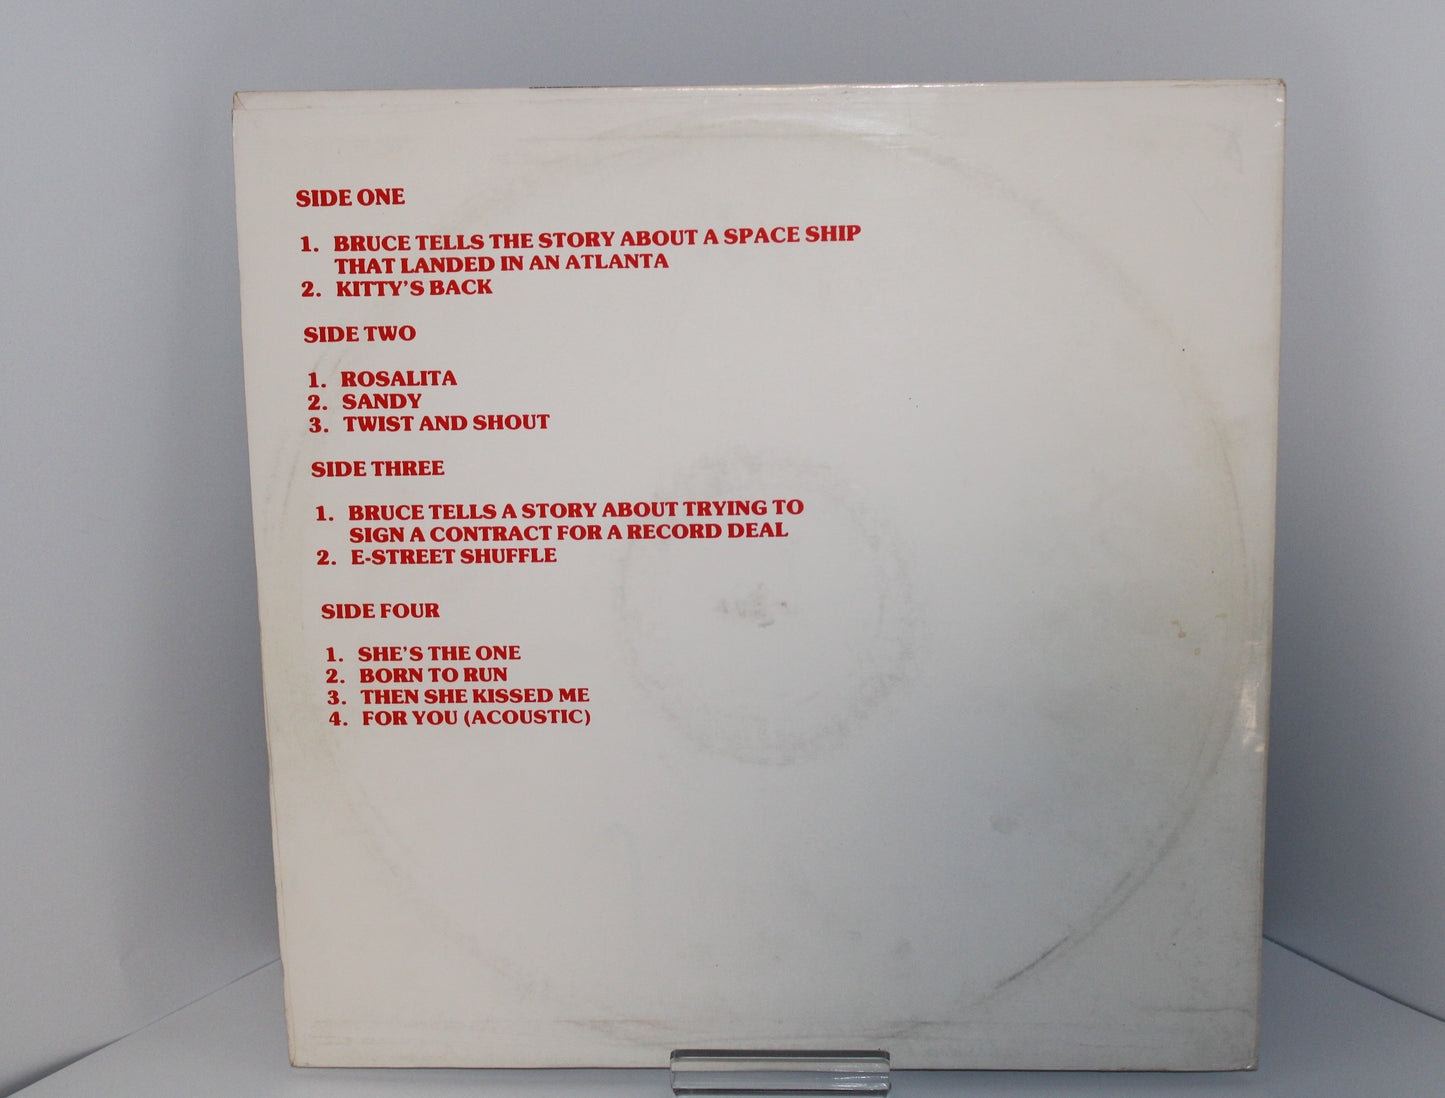 SIDE ONE
1. BRUCE TELLS THE STORY ABOUT A SPACE SHIP
THAT LANDED IN AN ATLANTA
2. KITTY'S BACK
SIDE TWO
1. ROSALITA
2. SANDY
3. TWIST AND SHOUT
SIDE THREE
1. BRUCE TELLS A STORY ABOUT TRYING TO
SIGN A CONTRACT FOR A RECORD DEAL
2. E-STREET SHUFFLE
SIDE FOUR
1. SHE'S THE ONE
2. BORN TO RUN
3. THEN SHE KISSED ME
4. FOR YOU (ACOUSTIC)